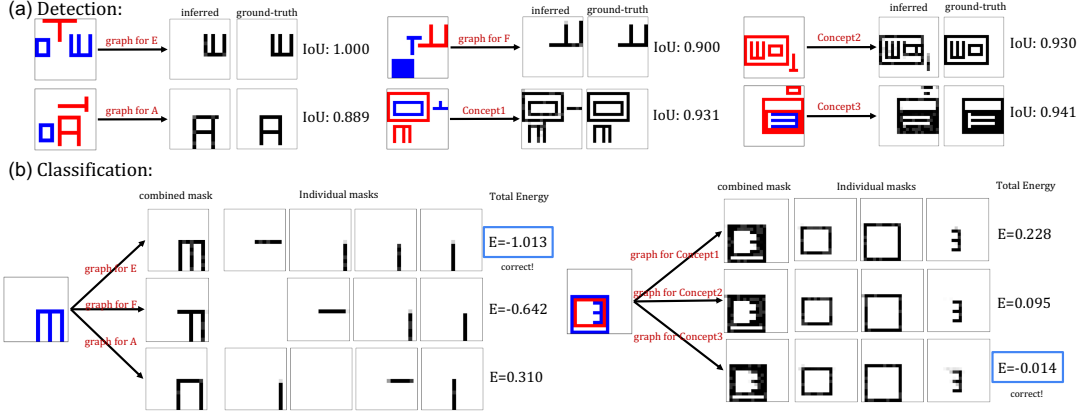 (a) Detection:
inferred ground-truth
graph for E
IoU: 1.000
inferred ground-truth
graph for F
IoU: 0.900
inferred ground-truth
Concept2
IoU: 0.930
graph for A
IoU: 0.889
Concept1
IoU: 0.931
Concept3
IoU: 0.941
(b) Classification:
combined mask Individual masks Total Energy
graph for E
E=-1.013
correct!
graph for F
E=-0.642
graph for A
E=0.310
combined mask Individual masks Total Energy
graph for Concept1
E=0.228
graph for Concept2
E=0.095
graph for Concept3
E=-0.014
correct!